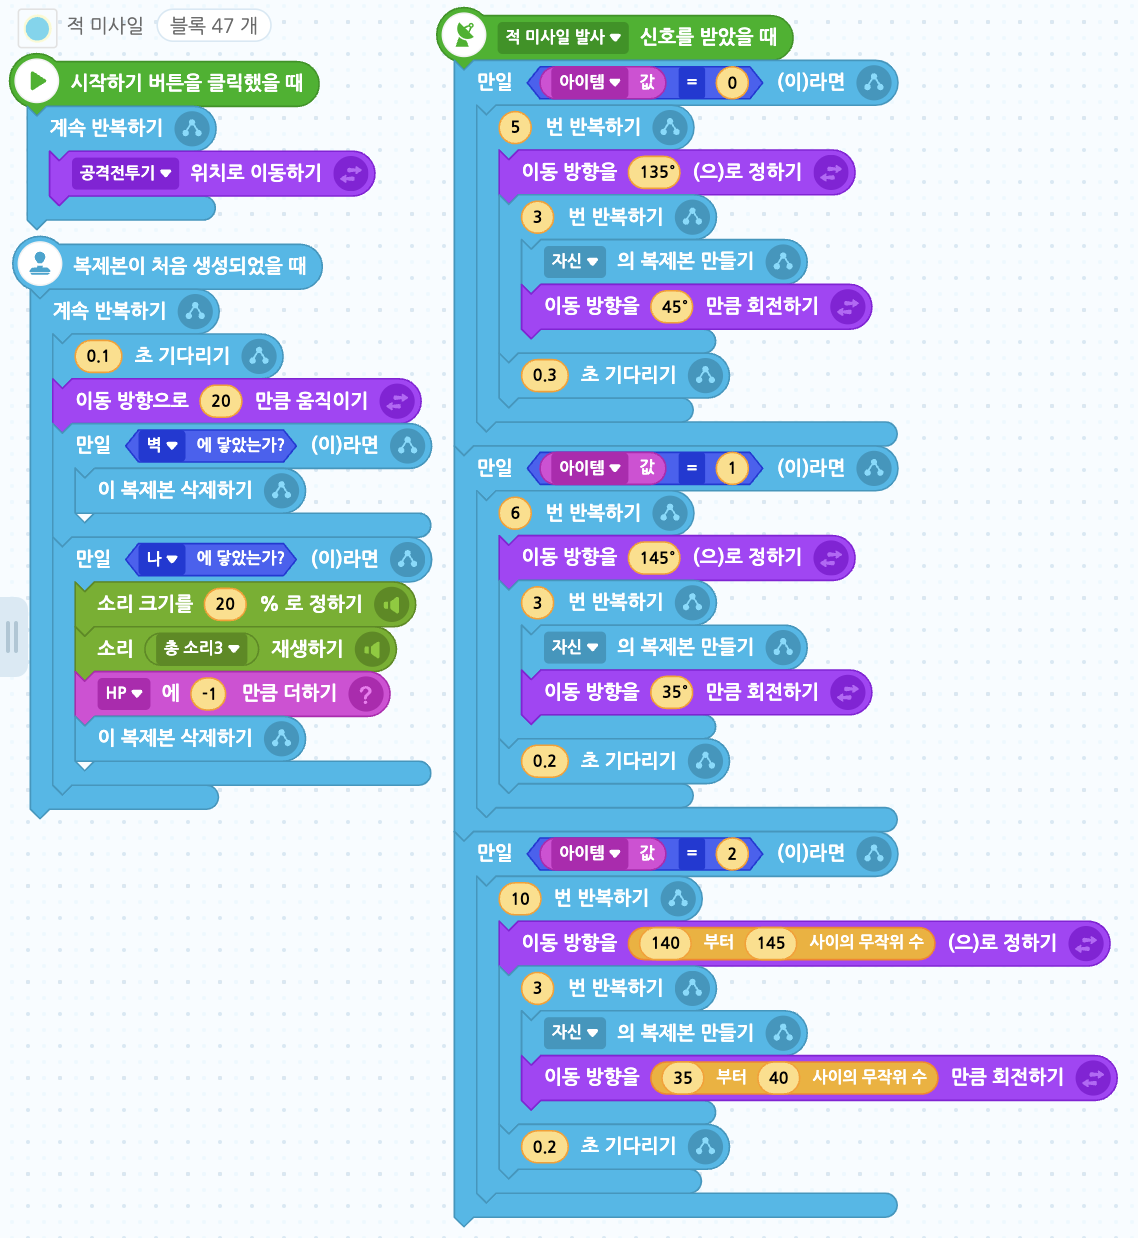 적 미사일 블록 47 개
시작하기 버튼을 클릭했을 때
계속 반복하기
공격전투기 위치로 이동하기
복제본이 처음 생성되었을 때
계속 반복하기
0.1 초 기다리기
이동 방향으로 20 만큼 움직이기
만일 벽 에 닿았는가? (이)라면
이 복제본 삭제하기
만일 나 에 닿았는가? (이)라면
소리 크기를 20 % 로 정하기
소리 총 소리3 재생하기
HP 에 -1 만큼 더하기 ?
이 복제본 삭제하기
적 미사일 발사 신호를 받았을 때
만일 아이템 값 = 0 (이)라면
5 번 반복하기
이동 방향을 135° (으)로 정하기
3 번 반복하기
자신 의 복제본 만들기
이동 방향을 45° 만큼 회전하기
0.3 초 기다리기
만일 아이템 값 = 1 (이)라면
6 번 반복하기
이동 방향을 145° (으)로 정하기
3 번 반복하기
자신 의 복제본 만들기
이동 방향을 35° 만큼 회전하기
0.2 초 기다리기
만일 아이템 값 = 2 (이)라면
10 번 반복하기
이동 방향을 140 부터 145 사이의 무작위 수 (으)로 정하기
3 번 반복하기
자신 의 복제본 만들기
이동 방향을 35 부터 40 사이의 무작위 수 만큼 회전하기
0.2 초 기다리기